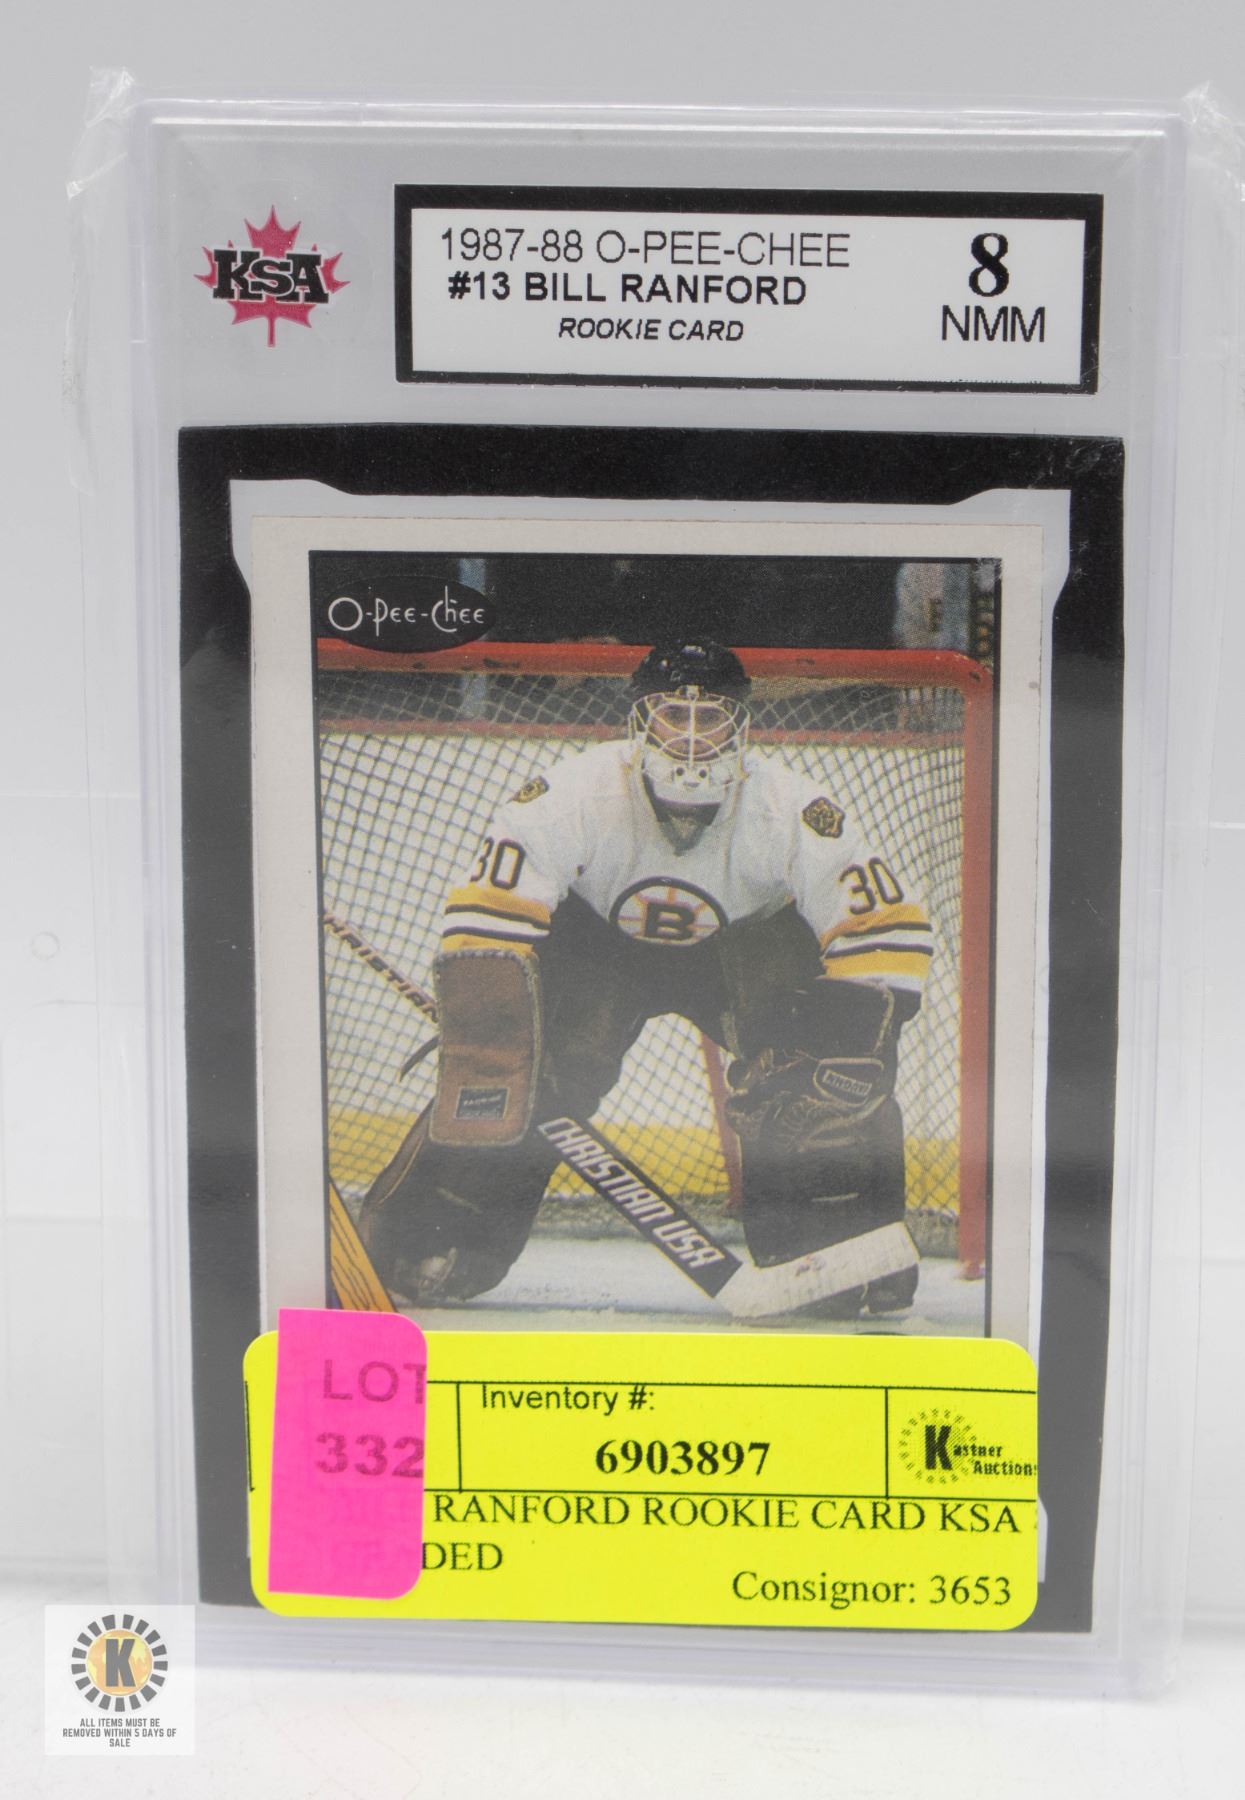 KSA
1987-88 O-PEE-CHEE
#13 BILL RANFORD
ROOKIE CARD
8
NMM
O-Pee-Chee
30
30
B
CHRISTIAN USA
LOT
332
Inventory #:
6903897
Kastner
Auctions
RANFORD ROOKIE CARD KSA
DED
Consignor: 3653
K
ALL ITEMS MUST BE
REMOVED WITHIN 5 DAYS OF
SALE